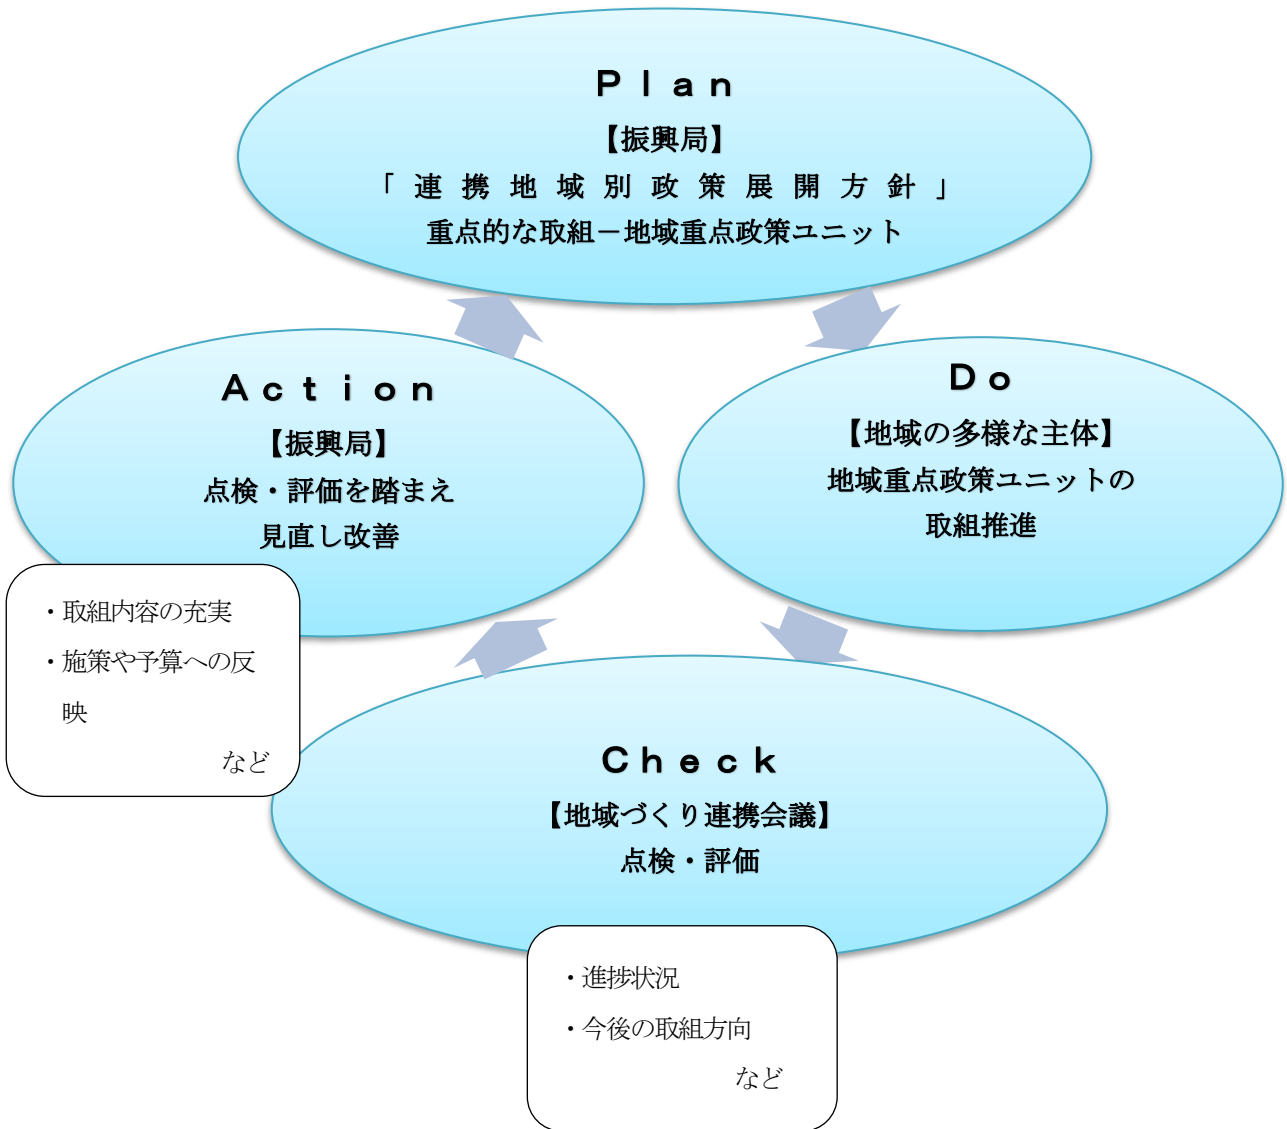 Ｐｌａｎ
【振興局】
「連携地域別政策展開方針」
重点的な取組－地域重点政策ユニット
Ｄｏ
【地域の多様な主体】
地域重点政策ユニットの
取組推進
Ｃｈｅｃｋ
【地域づくり連携会議】
点検・評価
・進捗状況
・今後の取組方向
など
Ａｃｔｉｏｎ
【振興局】
点検・評価を踏まえ
見直し改善
・取組内容の充実
・施策や予算への反
映
など